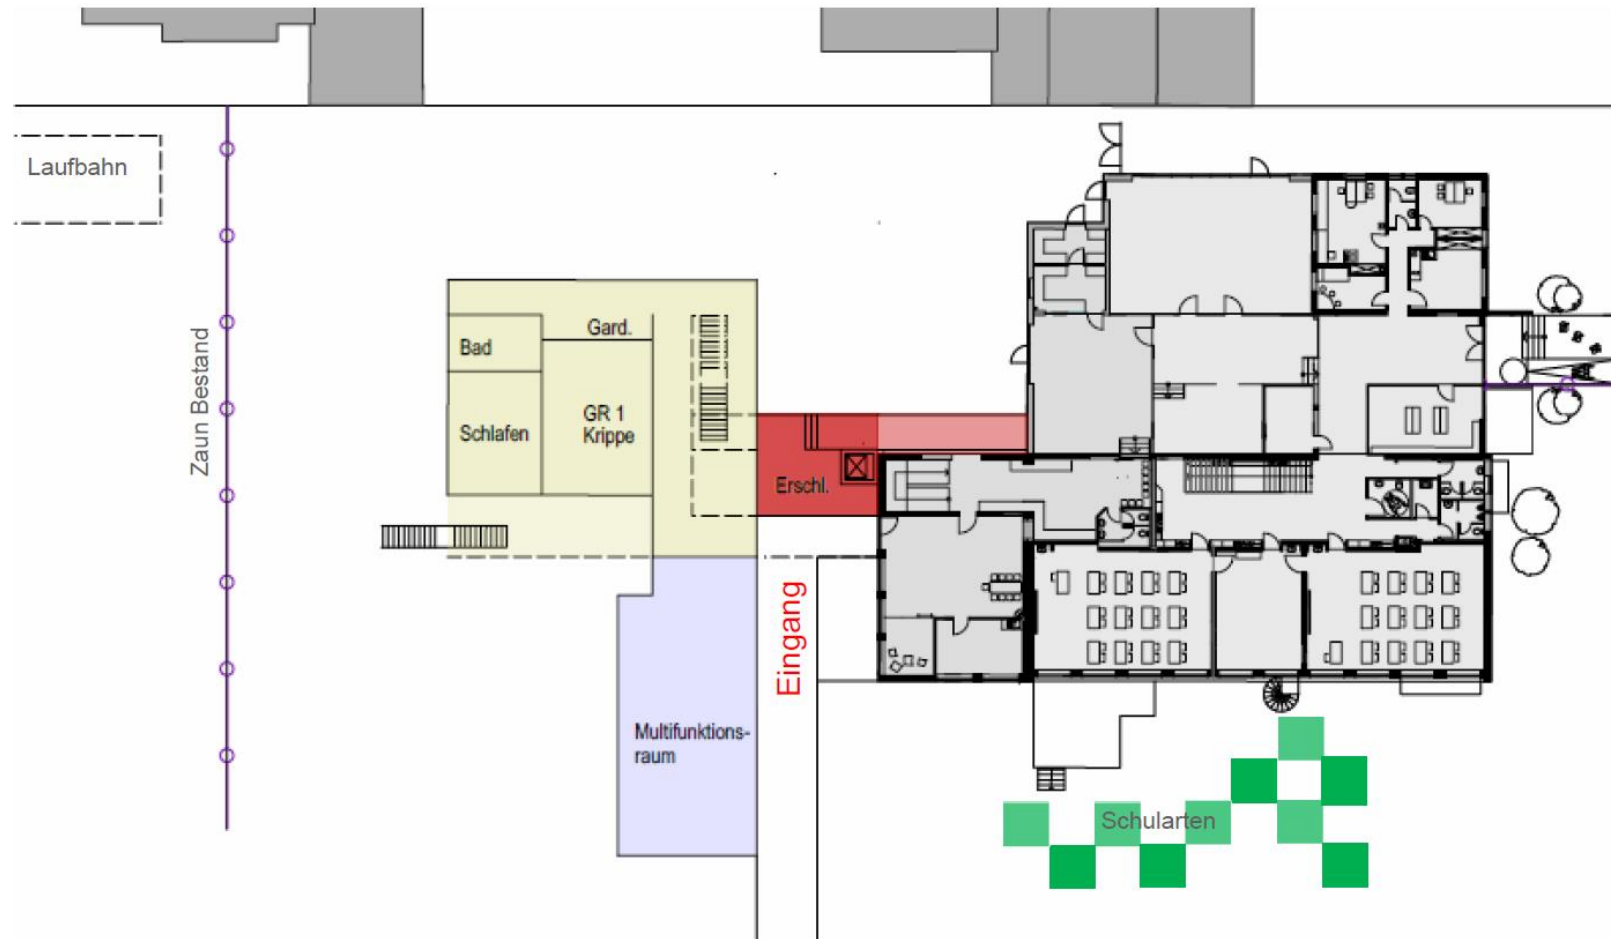 Laufbahn
Zaun Bestand
Bad
Gard.
Schlafen
GR 1
Krippe
Erschl.
Eingang
Multifunktions-
raum
Schularten